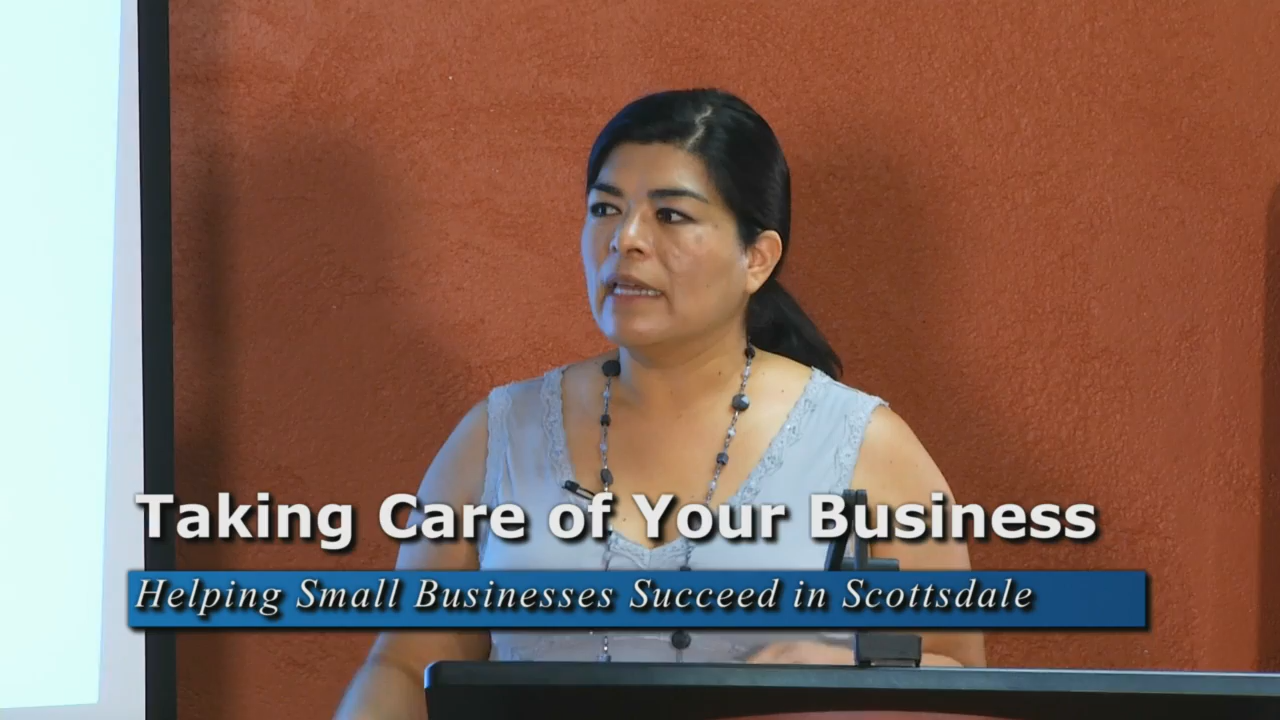 Taking Care of Your Business
Helping Small Businesses Succeed in Scottsdale